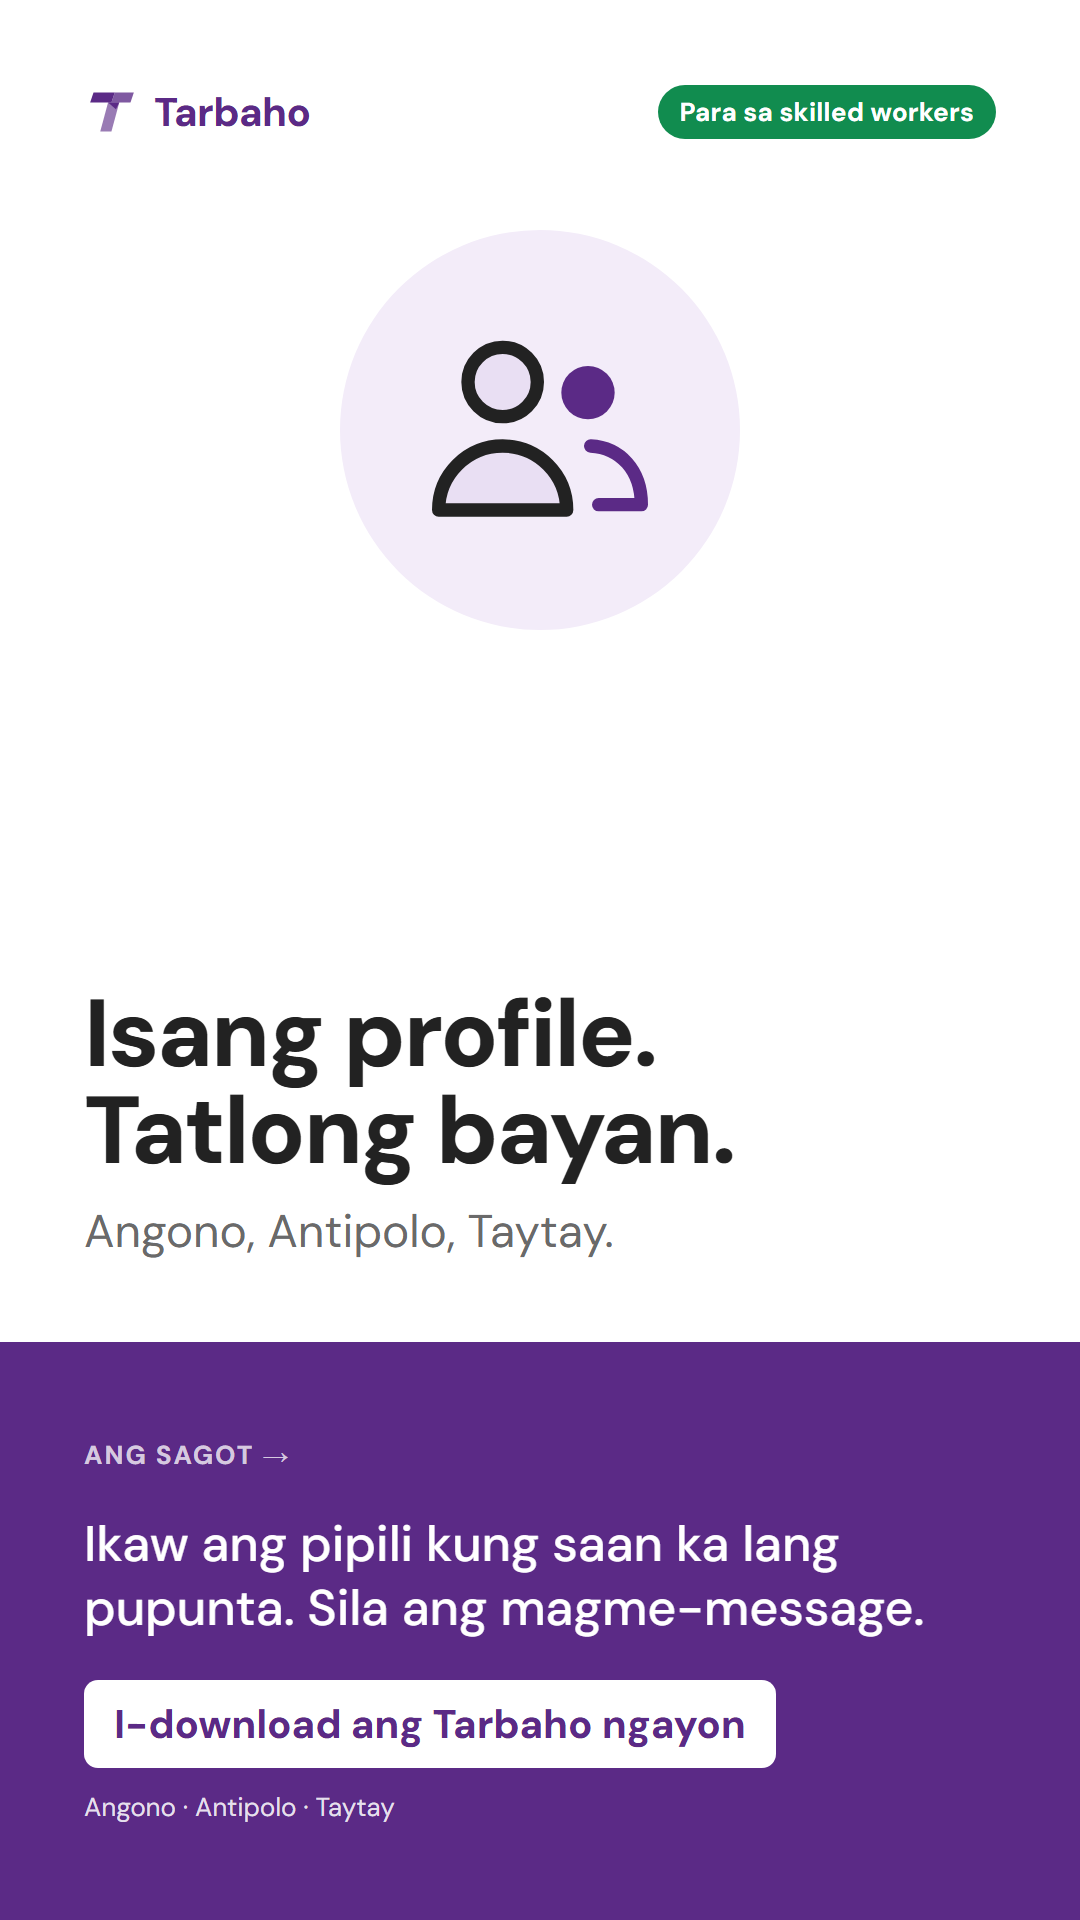 Tarbaho
Para sa skilled workers
Isang profile.
Tatlong bayan.
Angono, Antipolo, Taytay.
ANG SAGOT →
Ikaw ang pipili kung saan ka lang
pupunta. Sila ang magme-message.
I-download ang Tarbaho ngayon
Angono · Antipolo · Taytay